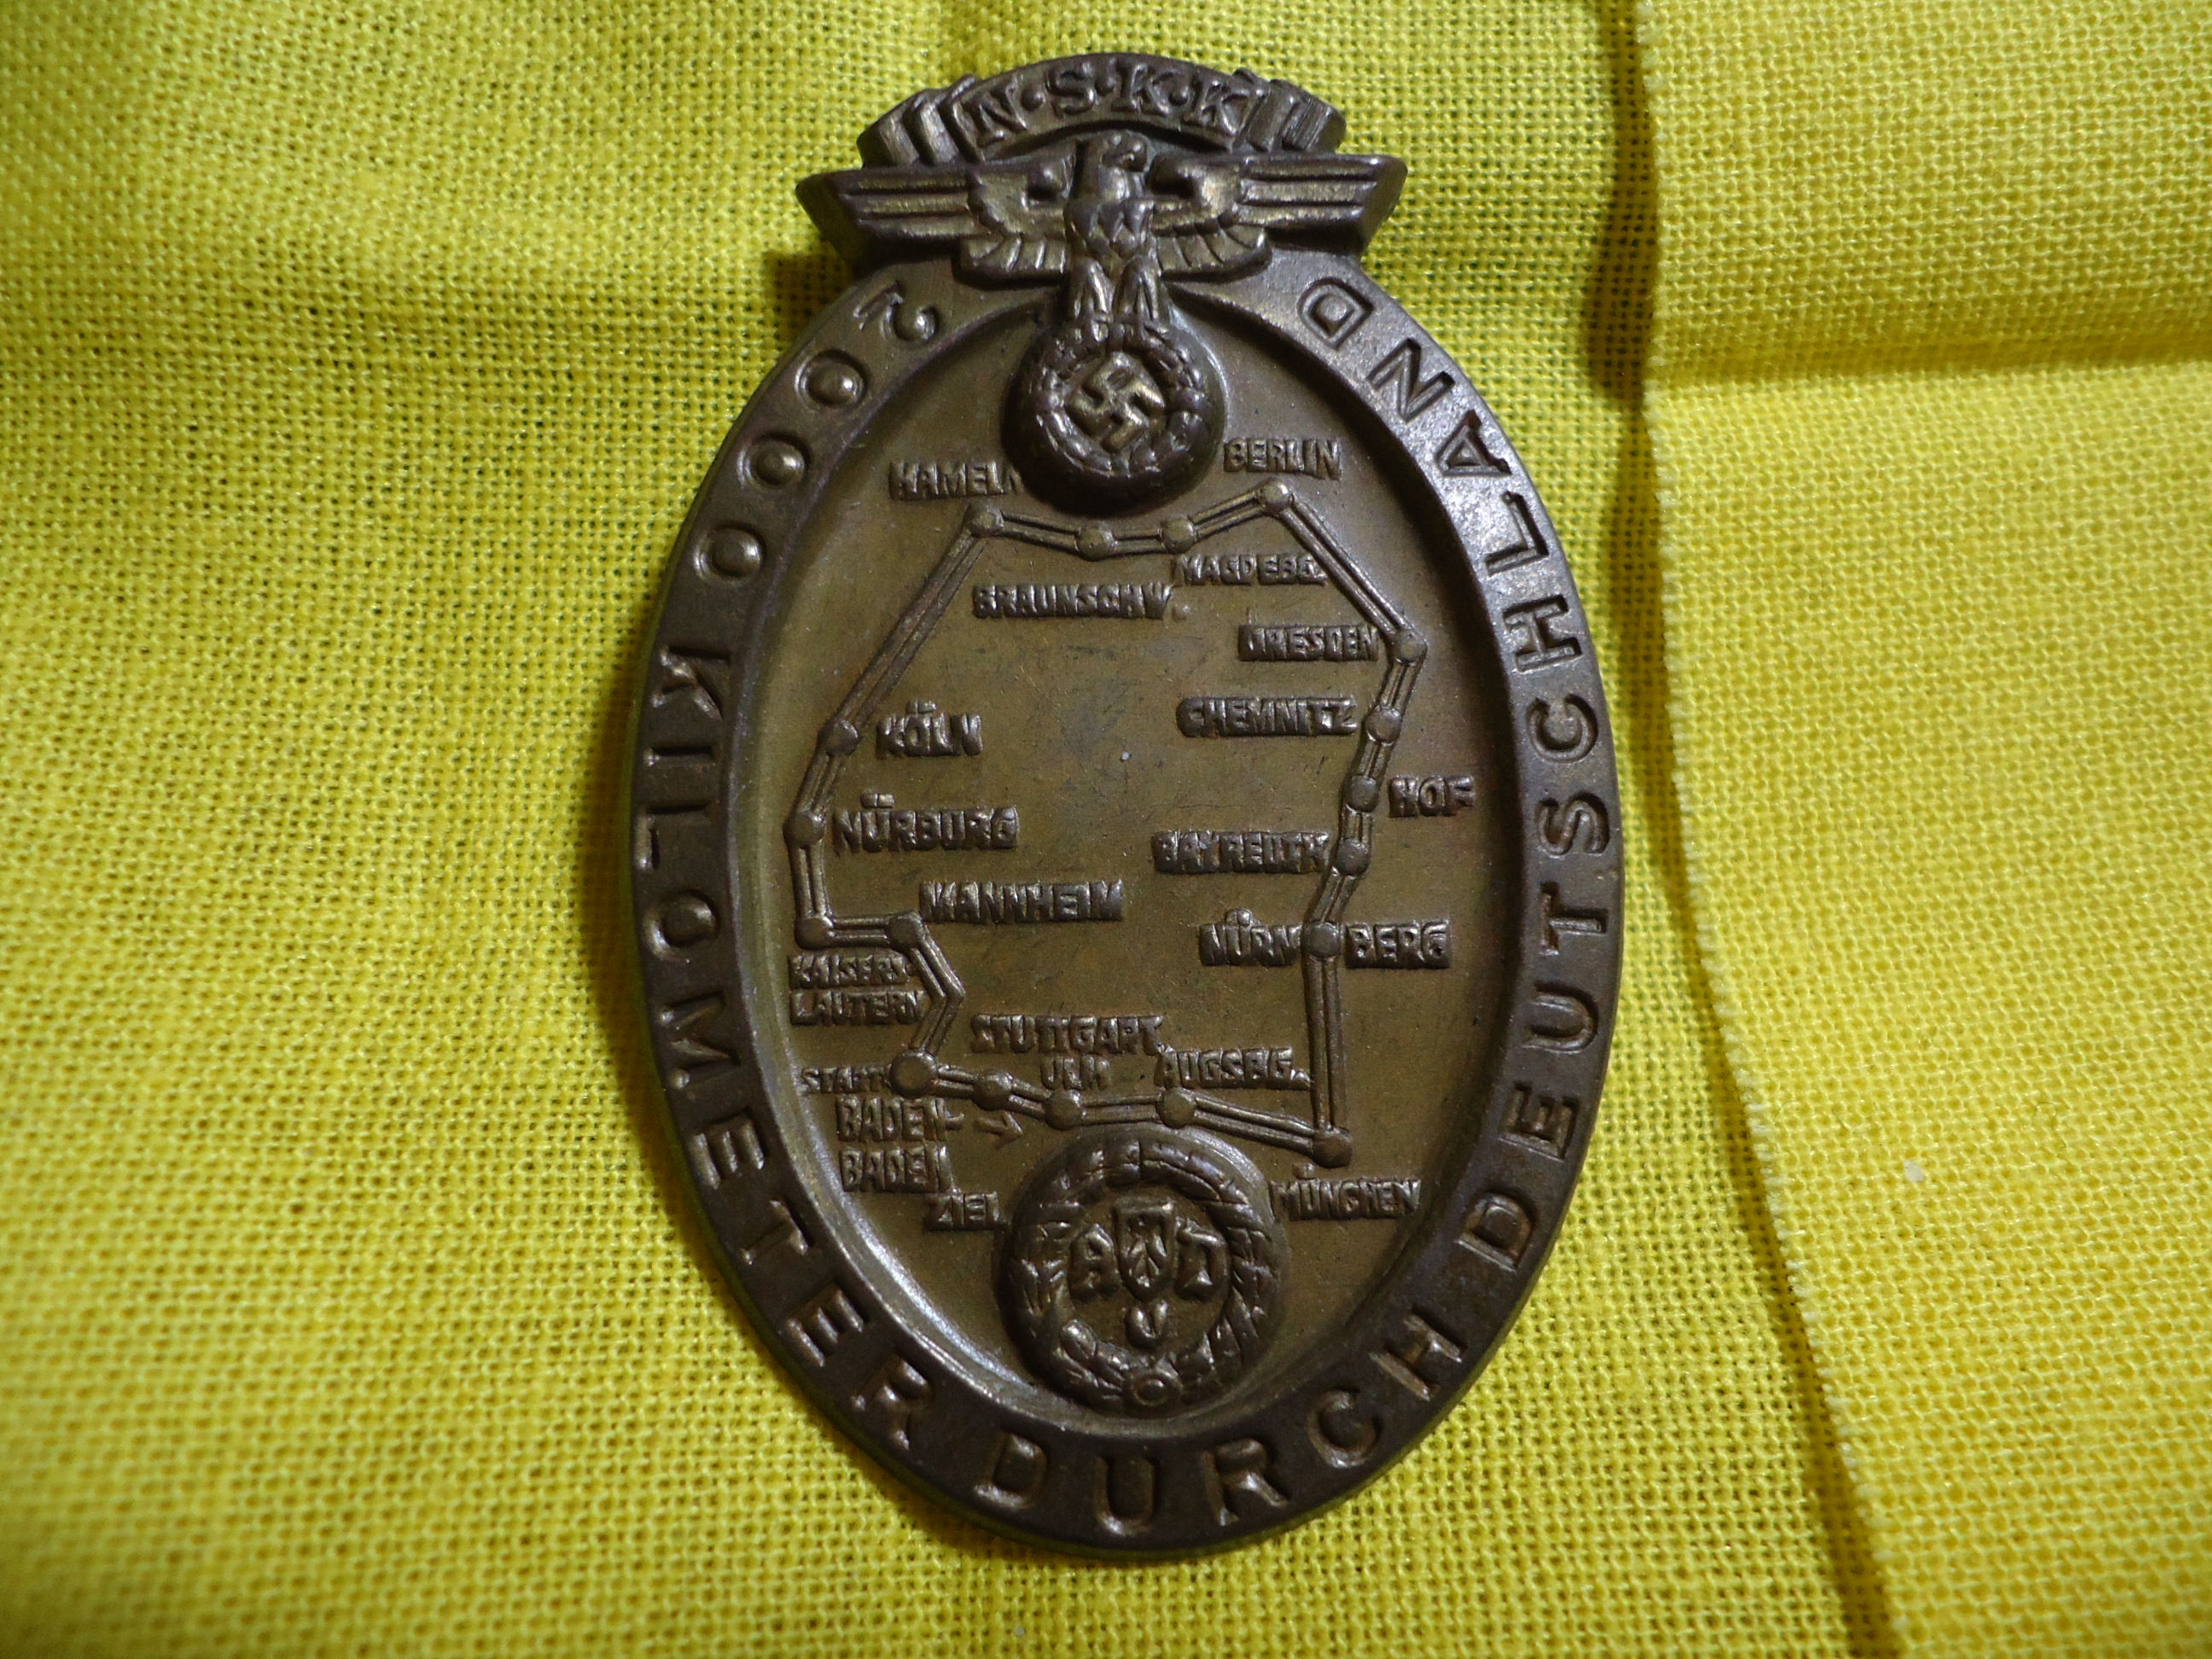 N·S·K·K
2000 KILOMETER DURCH DEUTSCHLAND
HAMELN
BERLIN
MAGDEBG.
BRAUNSCHW.
DRESDEN
CHEMNITZ
KÖLN
HOF
NÜRBURG
BAYREUTH
MANNHEIM
NÜRNBERG
KAISERS-
LAUTERN
STUTTGART
ULM AUGSBG.
START
BADEN-
BADEN
ZIEL
MÜNCHEN